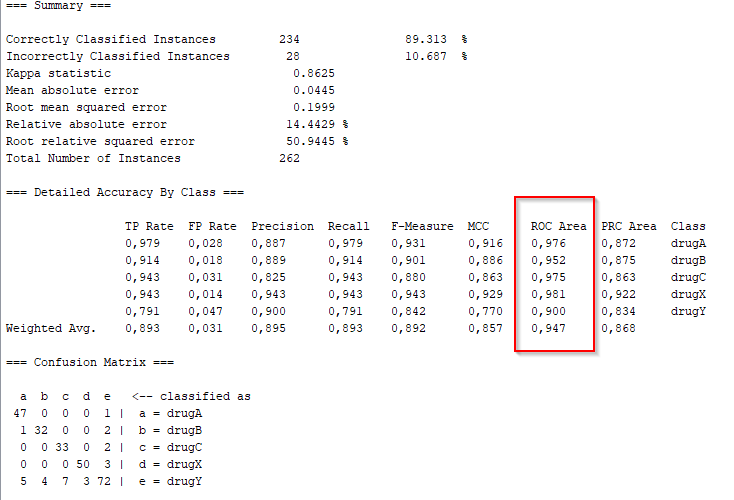 === Summary ===
Correctly Classified Instances 234 89.313 %
Incorrectly Classified Instances 28 10.687 %
Kappa statistic 0.8625
Mean absolute error 0.0445
Root mean squared error 0.1999
Relative absolute error 14.4429 %
Root relative squared error 50.9445 %
Total Number of Instances 262
=== Detailed Accuracy By Class ===
TP Rate FP Rate Precision Recall F-Measure MCC ROC Area PRC Area Class
0,979 0,028 0,887 0,979 0,931 0,916 0,976 0,872 drugA
0,914 0,018 0,889 0,914 0,901 0,886 0,952 0,875 drugB
0,943 0,031 0,825 0,943 0,880 0,863 0,975 0,863 drugC
0,943 0,014 0,943 0,943 0,943 0,929 0,981 0,922 drugX
0,791 0,047 0,900 0,791 0,842 0,770 0,900 0,834 drugY
Weighted Avg. 0,893 0,031 0,895 0,893 0,892 0,857 0,947 0,868
=== Confusion Matrix ===
a b c d e <-- classified as
47 0 0 0 1 | a = drugA
1 32 0 0 2 | b = drugB
0 0 33 0 2 | c = drugC
0 0 0 50 3 | d = drugX
5 4 7 3 72 | e = drugY